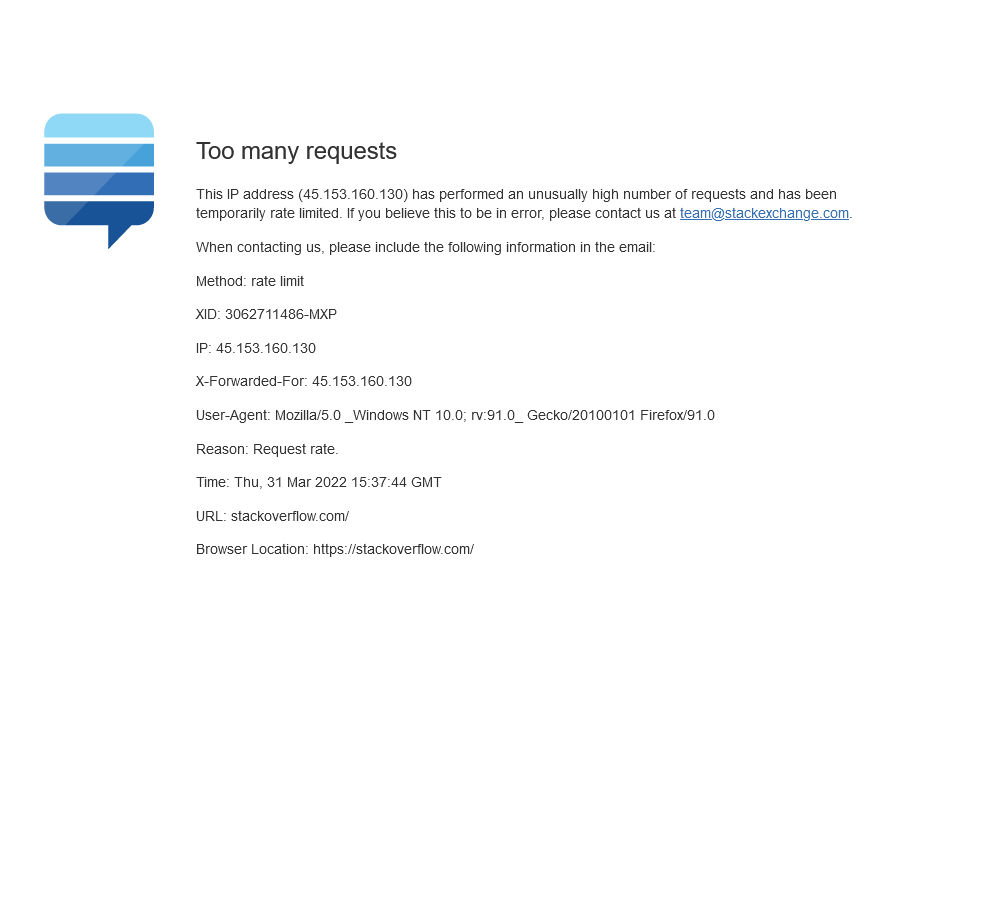 Too many requests
This IP address (45.153.160.130) has performed an unusually high number of requests and has been
temporarily rate limited. If you believe this to be in error, please contact us at team@stackexchange.com.
When contacting us, please include the following information in the email:
Method: rate limit
XID: 3062711486-MXP
IP: 45.153.160.130
X-Forwarded-For: 45.153.160.130
User-Agent: Mozilla/5.0 _Windows NT 10.0; rv:91.0_ Gecko/20100101 Firefox/91.0
Reason: Request rate.
Time: Thu, 31 Mar 2022 15:37:44 GMT
URL: stackoverflow.com/
Browser Location: https://stackoverflow.com/